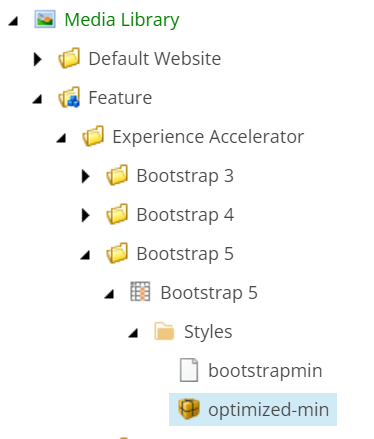 Media Library
Default Website
Feature
Experience Accelerator
Bootstrap 3
Bootstrap 4
Bootstrap 5
Bootstrap 5
Styles
bootstrapmin
optimized-min